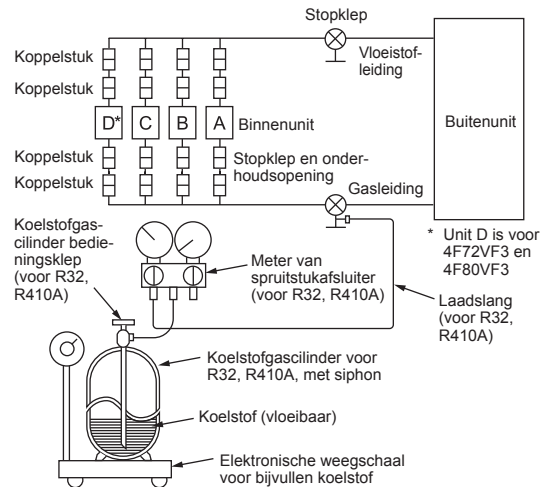 Stopklep
Koppelstuk
Vloeistof-
leiding
Koppelstuk
D*
C
B
A
Binnenunit
Buitenunit
Koppelstuk
Stopklep en onder-
houdsopening
Koppelstuk
Gasleiding
Koelstofgas-
cilinder bedie-
ningsklep
(voor R32,
R410A)
* Unit D is voor
4F72VF3 en
4F80VF3
Meter van
spruitstukafsluiter
(voor R32, R410A)
Laadslang
(voor R32,
R410A)
Koelstofgascilinder voor
R32, R410A, met siphon
Koelstof (vloeibaar)
Elektronische weegschaal
voor bijvullen koelstof